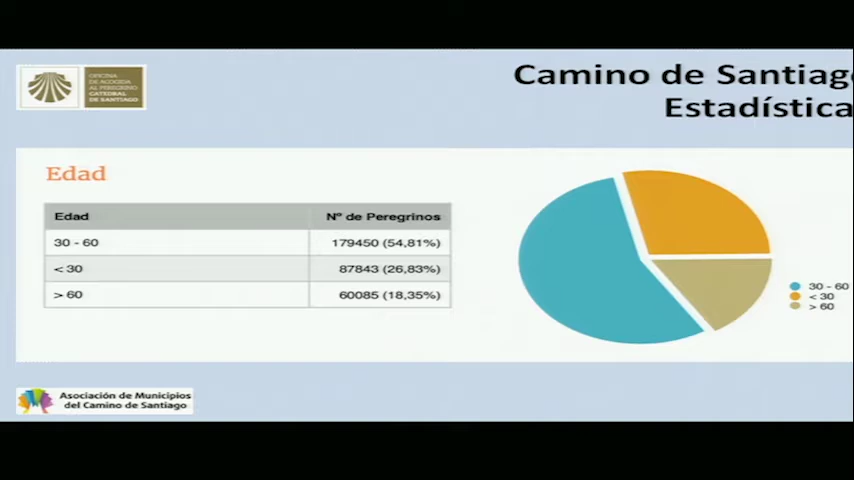 OFICINA
DE ACOGIDA
AL PEREGRINO
CATEDRAL
DE SANTIAGO
Camino de Santiag
Estadística
Edad
Edad Nº de Peregrinos
30 - 60 179450 (54,81%)
< 30 87843 (26,83%)
> 60 60085 (18,35%)
30 - 60
< 30
> 60
Asociación de Municipios
del Camino de Santiago